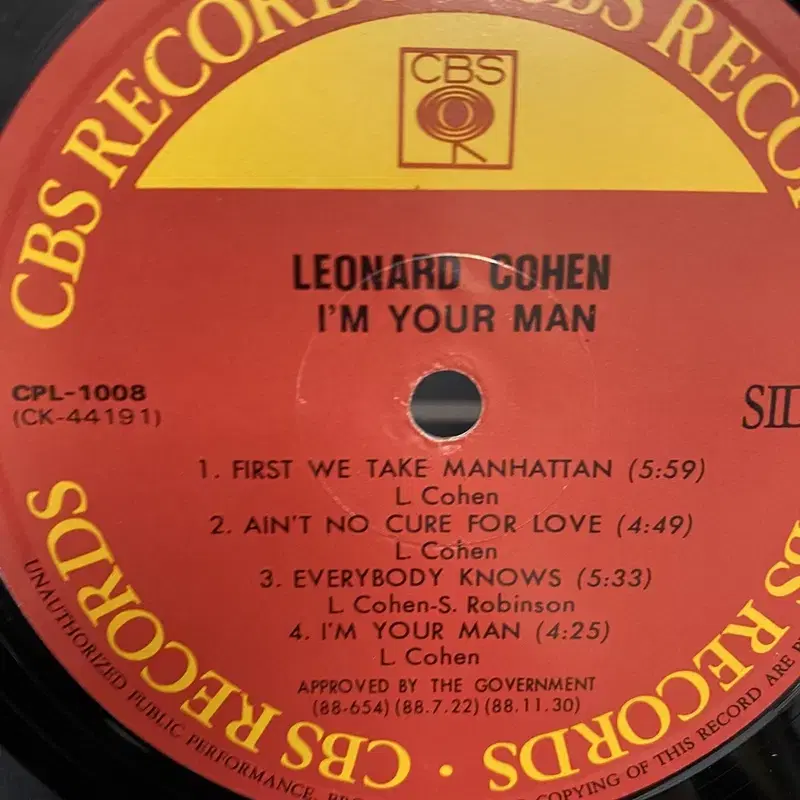 CBS RECORDS
CBS RECORDS
CBS
LEONARD COHEN
I'M YOUR MAN
CPL-1008
(CK-44191)
1. FIRST WE TAKE MANHATTAN (5:59)
L. Cohen
2. AIN'T NO CURE FOR LOVE (4:49)
L. Cohen
3. EVERYBODY KNOWS (5:33)
L. Cohen-S. Robinson
4. I'M YOUR MAN (4:25)
L. Cohen
APPROVED BY THE GOVERNMENT
(88-654) (88.7.22) (88.11.30)
CBS RECORDS · CBS RECORDS
UNAUTHORIZED PUBLIC PERFORMANCE,
COPYING OF THIS RECORD ARE